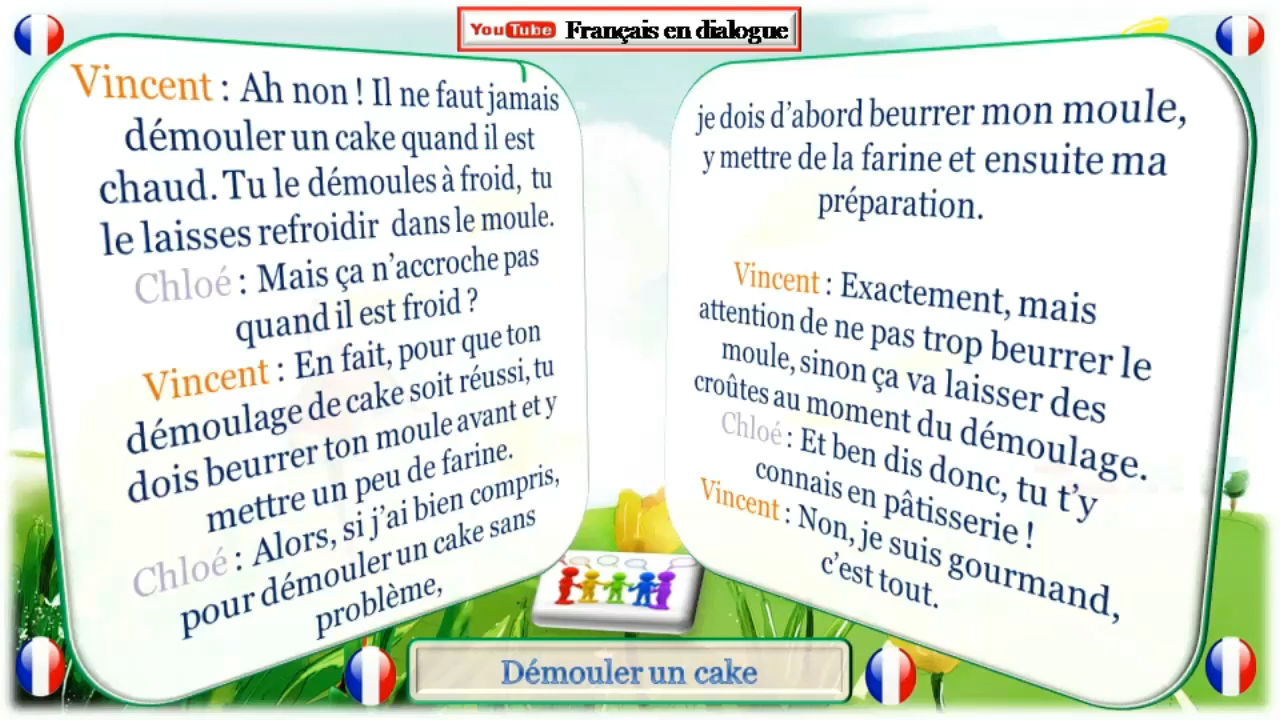 YouTube Français en dialogue
Vincent : Ah non ! Il ne faut jamais
démouler un cake quand il est
chaud. Tu le démoules à froid, tu
le laisses refroidir dans le moule.
Chloé : Mais ça n’accroche pas
quand il est froid ?
Vincent : En fait, pour que ton
démoulage de cake soit réussi, tu
dois beurrer ton moule avant et y
mettre un peu de farine.
Chloé : Alors, si j’ai bien compris,
pour démouler un cake sans
problème,
je dois d’abord beurrer mon moule,
y mettre de la farine et ensuite ma
préparation.
Vincent : Exactement, mais
attention de ne pas trop beurrer le
moule, sinon ça va laisser des
croûtes au moment du démoulage.
Chloé : Et ben dis donc, tu t’y
connais en pâtisserie !
Vincent : Non, je suis gourmand,
c’est tout.
Démouler un cake